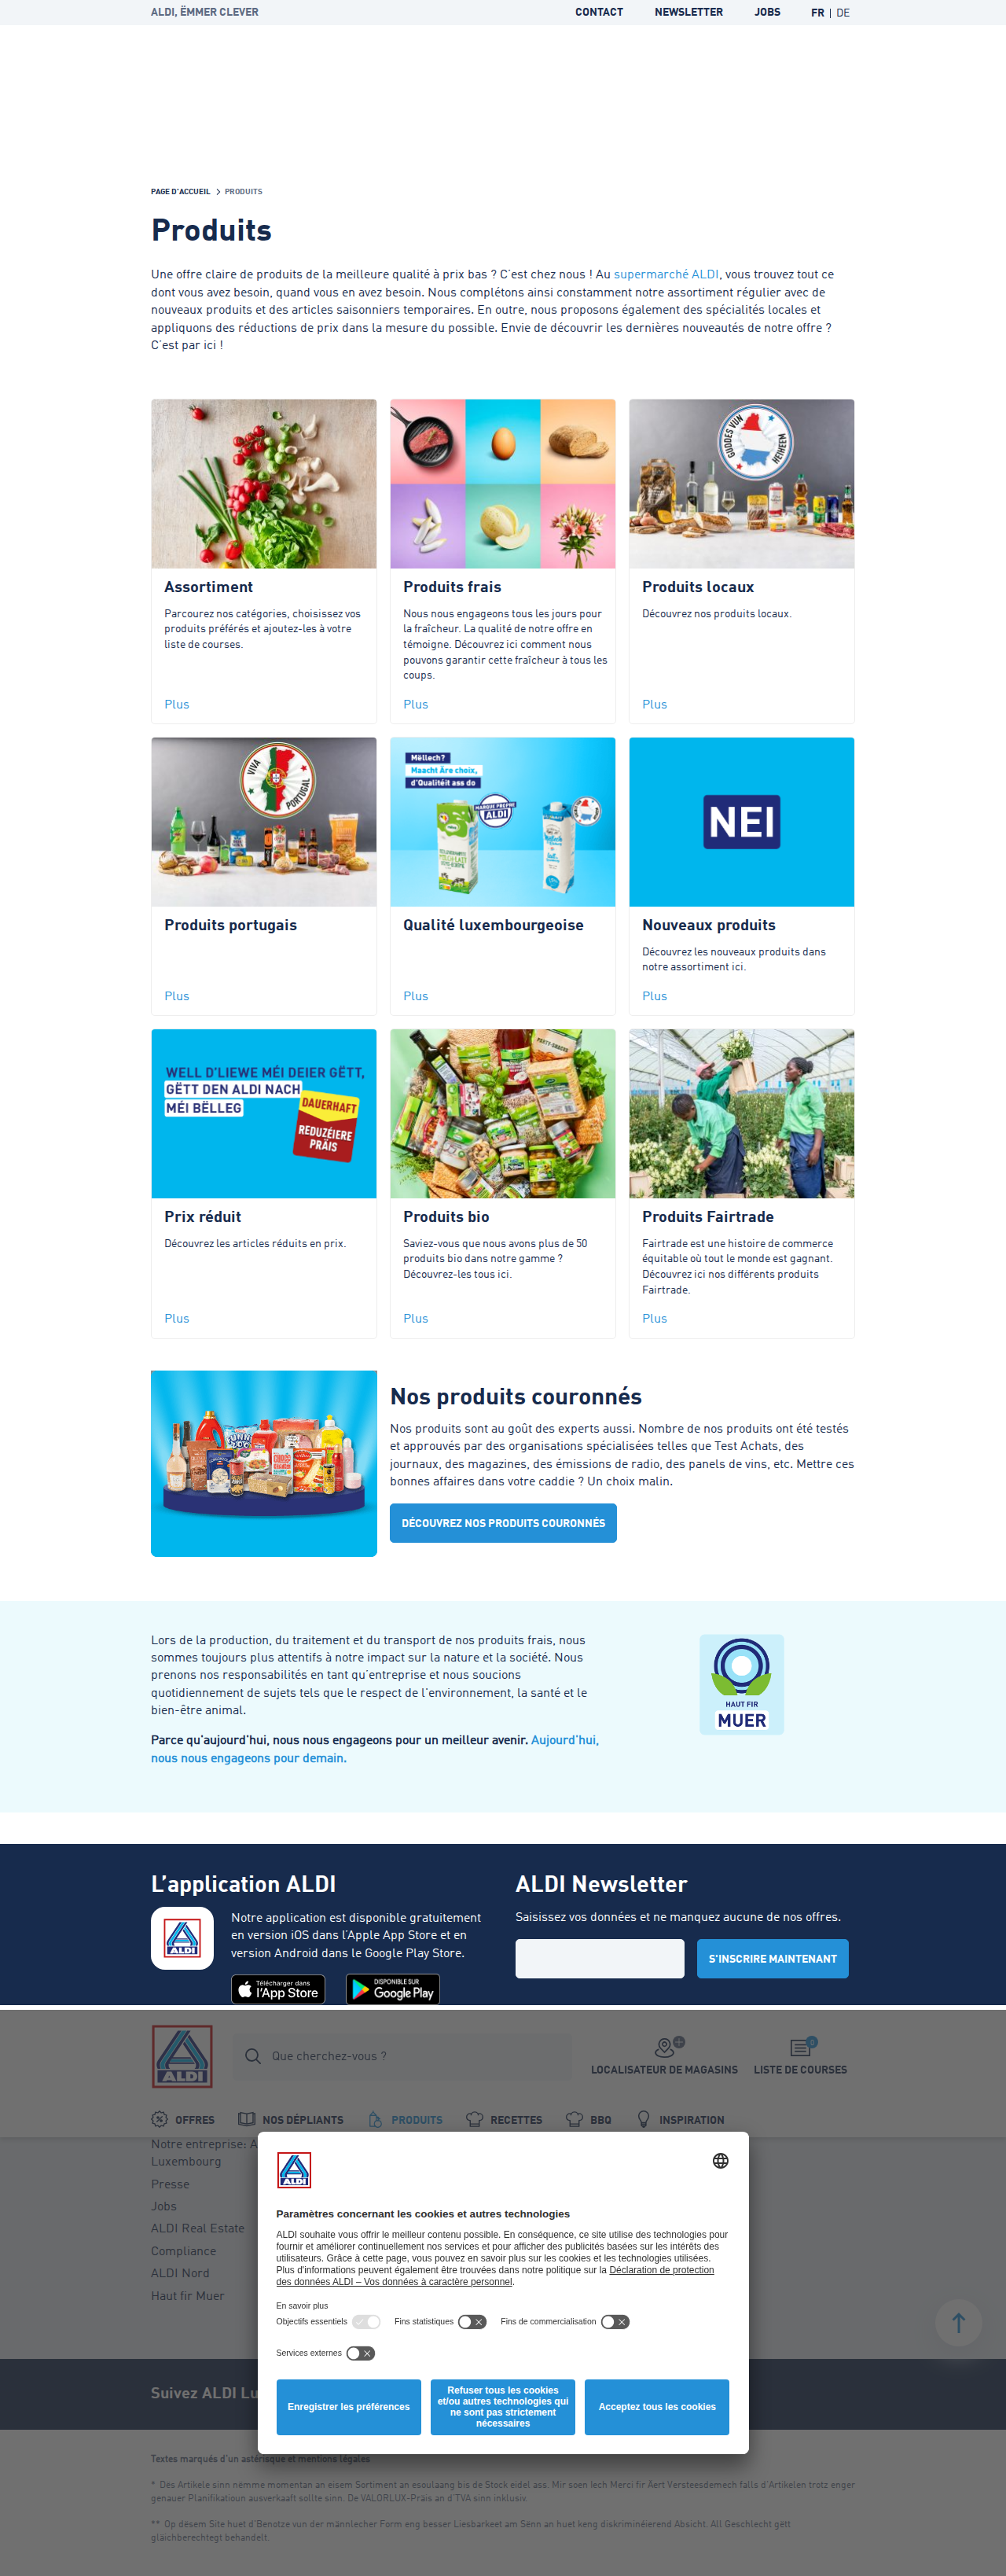 ALDI, ËMMER CLEVER
CONTACT
NEWSLETTER
JOBS
FR | DE
PAGE D'ACCUEIL > PRODUITS
Produits
Une offre claire de produits de la meilleure qualité à prix bas ? C'est chez nous ! Au supermarché ALDI, vous trouvez tout ce
dont vous avez besoin, quand vous en avez besoin. Nous complétons ainsi constamment notre assortiment régulier avec de
nouveaux produits et des articles saisonniers temporaires. En outre, nous proposons également des spécialités locales et
appliquons des réductions de prix dans la mesure du possible. Envie de découvrir les dernières nouveautés de notre offre ?
C'est par ici !
GUDDES VUN HEIHEEM
Assortiment
Parcourez nos catégories, choisissez vos
produits préférés et ajoutez-les à votre
liste de courses.
Plus
Produits frais
Nous nous engageons tous les jours pour
la fraîcheur. La qualité de notre offre en
témoigne. Découvrez ici comment nous
pouvons garantir cette fraîcheur à tous les
coups.
Plus
Produits locaux
Découvrez nos produits locaux.
Plus
VIVA PORTUGAL
Produits portugais
Plus
Mëllech?
Maacht Äre choix,
d'Qualitéit ass do
MARQUE PROPRE
ALDI
Qualité luxembourgeoise
Plus
NEI
Nouveaux produits
Découvrez les nouveaux produits dans
notre assortiment ici.
Plus
WELL D'LIEWE MÉI DEIER GËTT,
GËTT DEN ALDI NACH
MÉI BËLLEG
DAUERHAFT
REDUZÉIERE
PRÄIS
Prix réduit
Découvrez les articles réduits en prix.
Plus
PARTY-SNACKS
Produits bio
Saviez-vous que nous avons plus de 50
produits bio dans notre gamme ?
Découvrez-les tous ici.
Plus
Produits Fairtrade
Fairtrade est une histoire de commerce
équitable où tout le monde est gagnant.
Découvrez ici nos différents produits
Fairtrade.
Plus
Nos produits couronnés
Nos produits sont au goût des experts aussi. Nombre de nos produits ont été testés
et approuvés par des organisations spécialisées telles que Test Achats, des
journaux, des magazines, des émissions de radio, des panels de vins, etc. Mettre ces
bonnes affaires dans votre caddie ? Un choix malin.
DÉCOUVREZ NOS PRODUITS COURONNÉS
Lors de la production, du traitement et du transport de nos produits frais, nous
sommes toujours plus attentifs à notre impact sur la nature et la société. Nous
prenons nos responsabilités en tant qu'entreprise et nous soucions
quotidiennement de sujets tels que le respect de l'environnement, la santé et le
bien-être animal.
Parce qu'aujourd'hui, nous nous engageons pour un meilleur avenir. Aujourd'hui,
nous nous engageons pour demain.
HAUT FIR
MUER
L'application ALDI
ALDI
Notre application est disponible gratuitement
en version iOS dans l'Apple App Store et en
version Android dans le Google Play Store.
Télécharger dans
l'App Store
DISPONIBLE SUR
Google Play
ALDI Newsletter
Saisissez vos données et ne manquez aucune de nos offres.
S'INSCRIRE MAINTENANT
ALDI
Que cherchez-vous ?
LOCALISATEUR DE MAGASINS
LISTE DE COURSES
OFFRES
NOS DÉPLIANTS
PRODUITS
RECETTES
BBQ
INSPIRATION
Notre entreprise: A
Luxembourg
Presse
Jobs
ALDI Real Estate
Compliance
ALDI Nord
Haut fir Muer
ALDI
Paramètres concernant les cookies et autres technologies
ALDI souhaite vous offrir le meilleur contenu possible. En conséquence, ce site utilise des technologies pour
fournir et améliorer continuellement nos services et pour afficher des publicités basées sur les intérêts des
utilisateurs. Grâce à cette page, vous pouvez en savoir plus sur les cookies et les technologies utilisées.
Plus d'informations peuvent également être trouvées dans notre politique sur la Déclaration de protection
des données ALDI – Vos données à caractère personnel.
En savoir plus
Objectifs essentiels
Fins statistiques
Fins de commercialisation
Services externes
Enregistrer les préférences
Refuser tous les cookies
et/ou autres technologies qui
ne sont pas strictement
nécessaires
Acceptez tous les cookies
Suivez ALDI Lu
Textes marqués d'un astérisque et mentions légales
* Dës Artikele sinn nëmme momentan an eisem Sortiment an esoulaang bis de Stock eidel ass. Mir soen Iech Merci fir Äert Versteesdemech falls d'Artikelen trotz enger
genauer Planifikatioun ausverkaaft sollte sinn. De VALORLUX-Präis an d'TVA sinn inklusiv.
** Op dësem Site huet d'Benotze vun der männlecher Form eng besser Liesbarkeet am Sënn an huet keng diskriminéierend Absicht. All Geschlecht gëtt
gläichberechtegt behandelt.